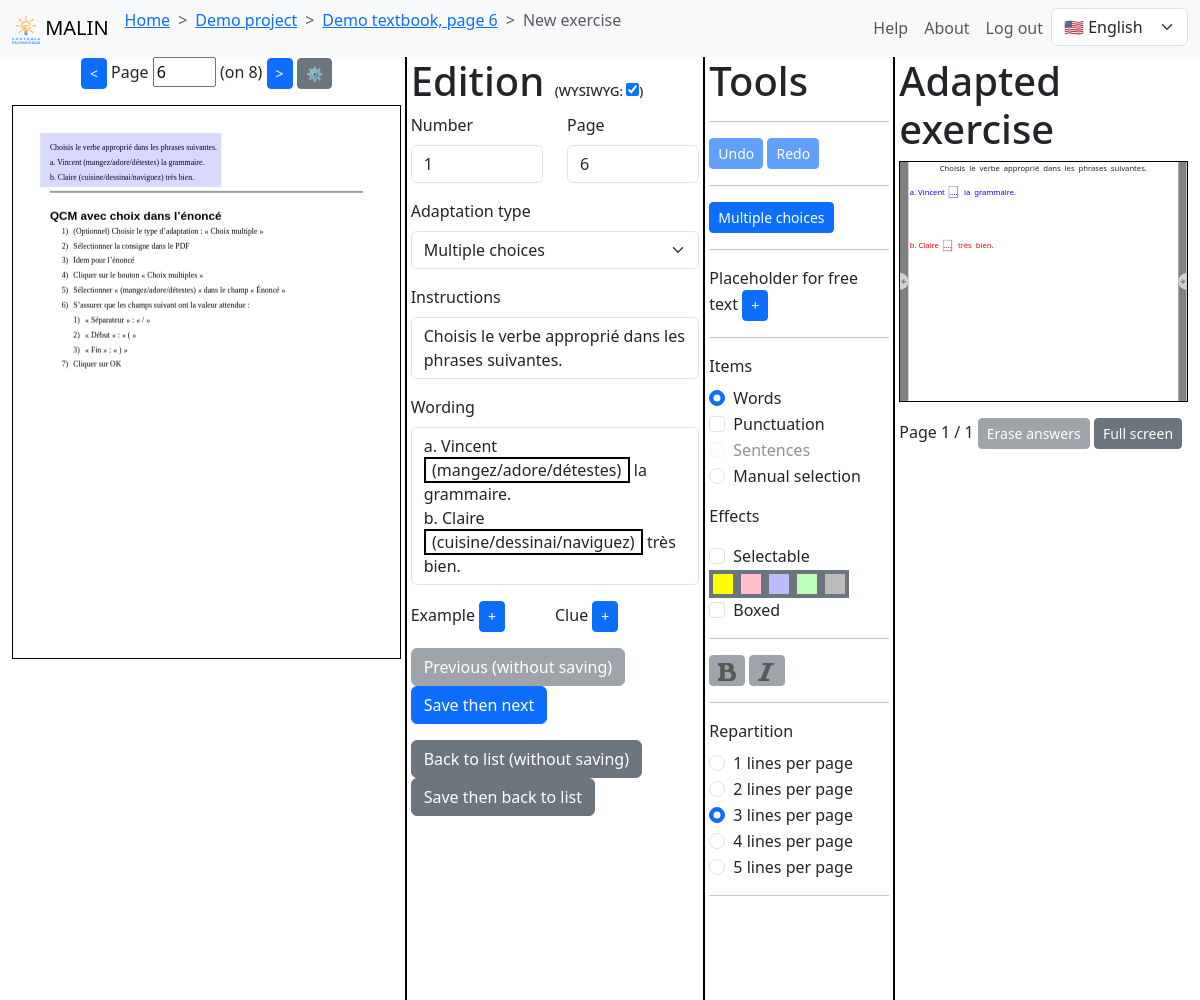 MALIN
Home > Demo project > Demo textbook, page 6 > New exercise
Help About Log out 🇺🇸 English
< Page 6 (on 8) > ⚙️
Choisis le verbe approprié dans les phrases suivantes.
a. Vincent (mangez/adore/détestes) la grammaire.
b. Claire (cuisine/dessinai/naviguez) très bien.
QCM avec choix dans l’énoncé
1) (Optionnel) Choisir le type d’adaptation : « Choix multiple »
2) Sélectionner la consigne dans le PDF
3) Idem pour l’énoncé
4) Cliquer sur le bouton « Choix multiples »
5) Sélectionner « (mangez/adore/détestes) » dans le champ « Énoncé »
6) S’assurer que les champs suivant ont la valeur attendue :
1) « Séparateur » : « / »
2) « Début » : « ( »
3) « Fin » : « ) »
7) Cliquer sur OK
Edition (WYSIWYG: )
Number Page
1 6
Adaptation type
Multiple choices
Instructions
Choisis le verbe approprié dans les
phrases suivantes.
Wording
a. Vincent
(mangez/adore/détestes) la
grammaire.
b. Claire
(cuisine/dessinai/naviguez) très
bien.
Example + Clue +
Previous (without saving)
Save then next
Back to list (without saving)
Save then back to list
Tools
Undo Redo
Multiple choices
Placeholder for free
text +
Items
Words
Punctuation
Sentences
Manual selection
Effects
Selectable
Boxed
B I
Repartition
1 lines per page
2 lines per page
3 lines per page
4 lines per page
5 lines per page
Adapted
exercise
Choisis le verbe approprié dans les phrases suivantes.
a. Vincent .... la grammaire.
b. Claire .... très bien.
Page 1 / 1 Erase answers Full screen